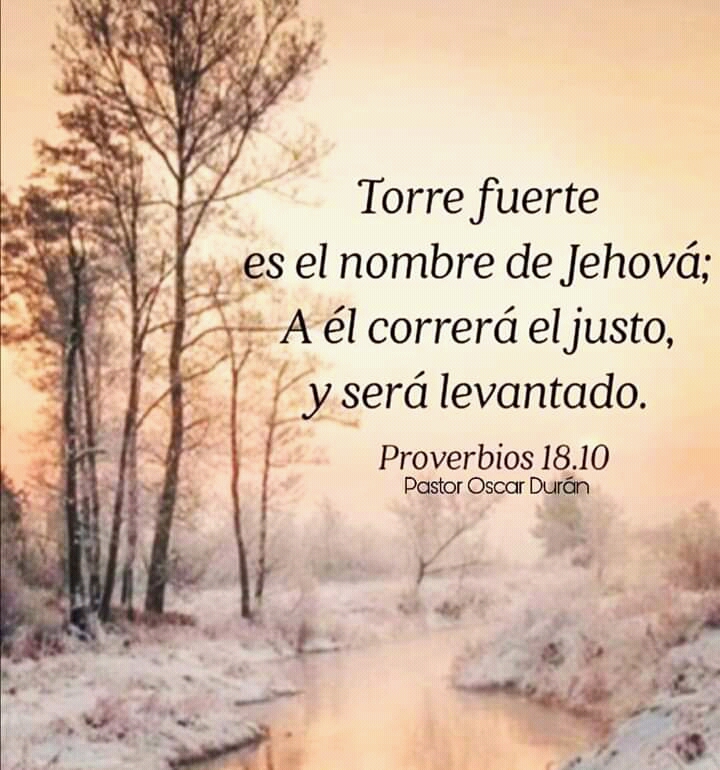 Torre fuerte
es el nombre de Jehová;
A él correrá el justo,
y será levantado.
Proverbios 18.10
Pastor Oscar Durán